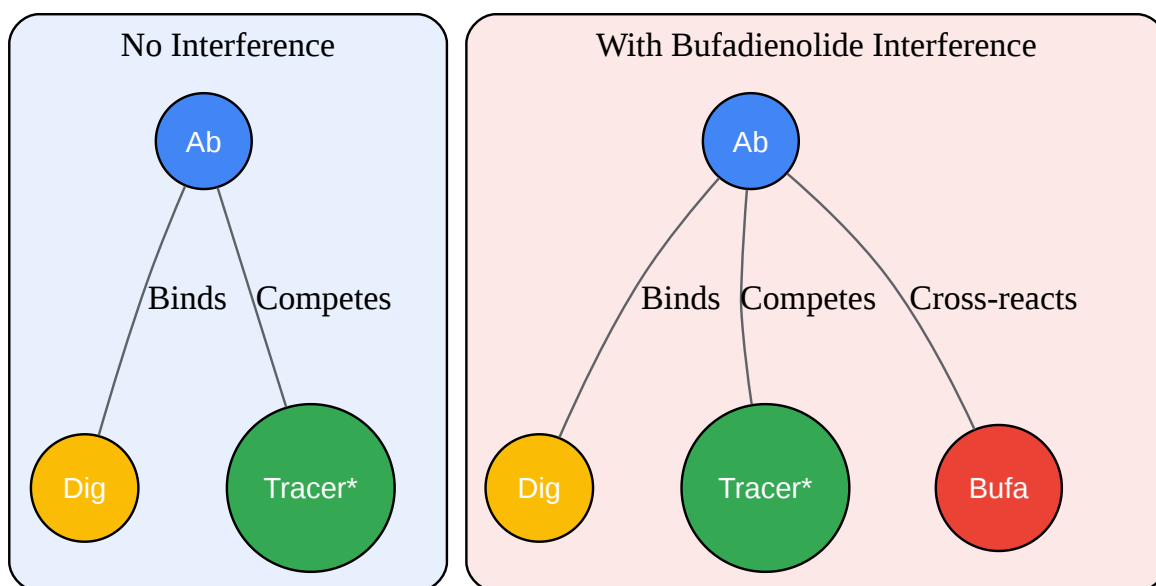 No Interference
Ab
Binds
Competes
Dig
Tracer*
With Bufadienolide Interference
Ab
Binds
Competes
Cross-reacts
Dig
Tracer*
Bufa